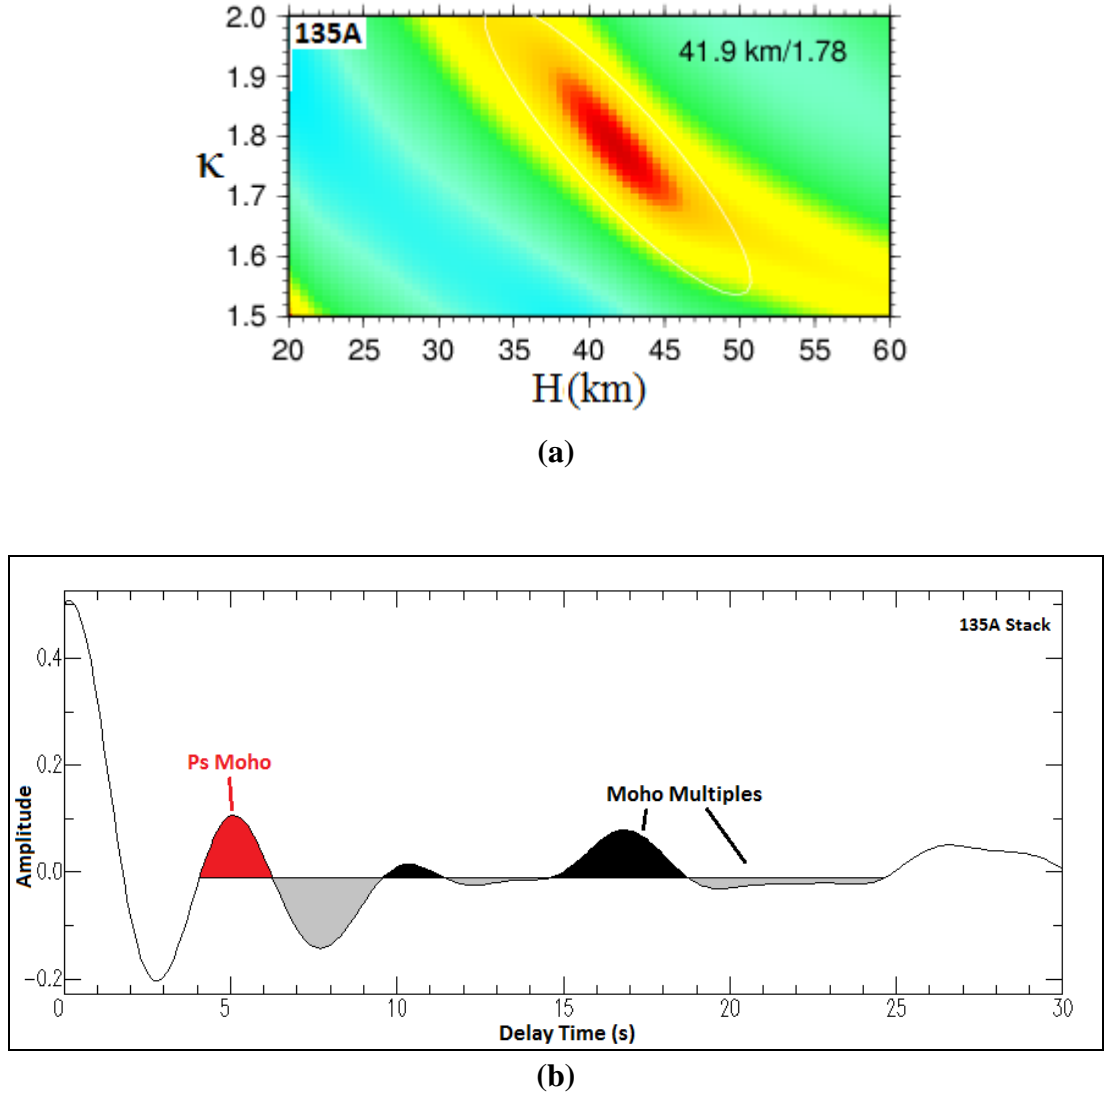 2.0
135A
41.9 km/1.78
1.9
1.8
κ
1.7
1.6
1.5
20 25 30 35 40 45 50 55 60
H(km)
(a)
135A Stack
0.4
Ps Moho
0.2
Moho Multiples
Amplitude
0.0
−0.2
0 5 10 15 20 25 30
Delay Time (s)
(b)